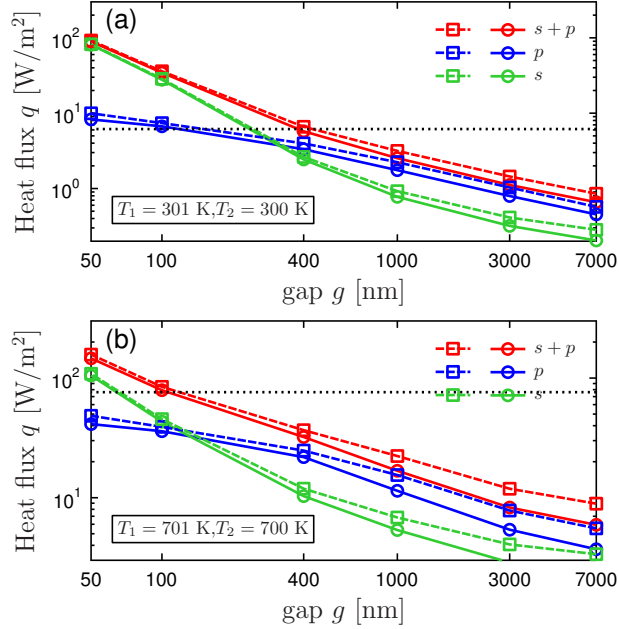 (a)
Heat flux q [W/m²]
10²
10¹
10⁰
s + p
p
s
T₁ = 301 K,T₂ = 300 K
50 100 400 1000 3000 7000
gap g [nm]
(b)
Heat flux q [W/m²]
10²
10¹
s + p
p
s
T₁ = 701 K,T₂ = 700 K
50 100 400 1000 3000 7000
gap g [nm]